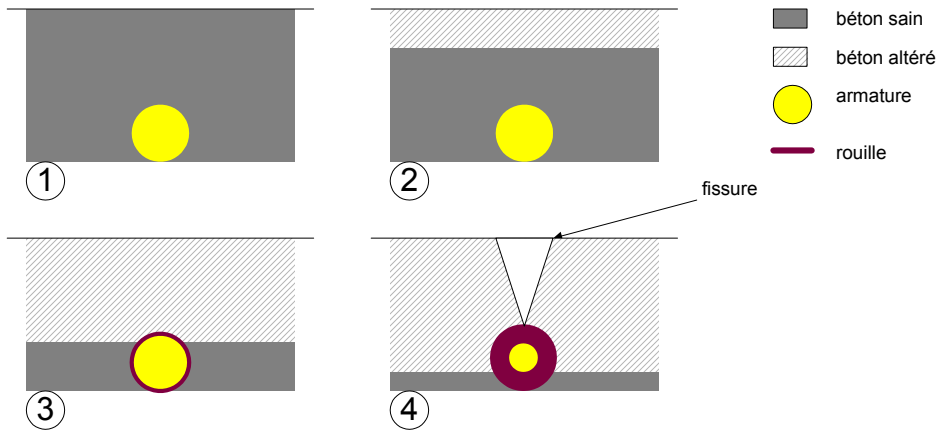 béton sain
béton altéré
armature
rouille
1
2
fissure
3
4